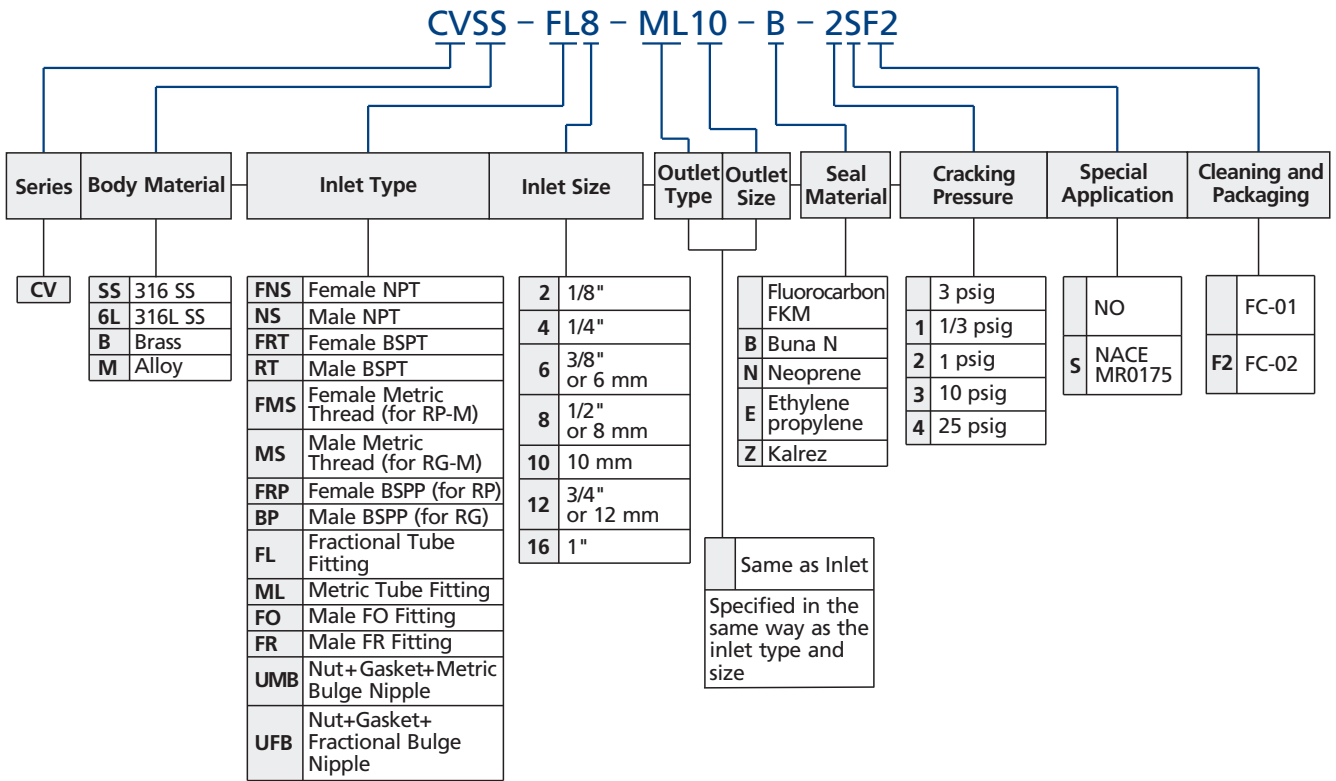 CVSS – FL8 – ML10 – B – 2SF2
Series
Body Material
Inlet Type
Inlet Size
Outlet
Type
Outlet
Size
Seal
Material
Cracking
Pressure
Special
Application
Cleaning and
Packaging
CV
SS 316 SS
6L 316L SS
B Brass
M Alloy
FNS Female NPT
NS Male NPT
FRT Female BSPT
RT Male BSPT
FMS Female Metric
Thread (for RP-M)
MS Male Metric
Thread (for RG-M)
FRP Female BSPP (for RP)
BP Male BSPP (for RG)
FL Fractional Tube
Fitting
ML Metric Tube Fitting
FO Male FO Fitting
FR Male FR Fitting
UMB Nut+Gasket+Metric
Bulge Nipple
UFB Nut+Gasket+
Fractional Bulge
Nipple
2 1/8"
4 1/4"
6 3/8"
or 6 mm
8 1/2"
or 8 mm
10 10 mm
12 3/4"
or 12 mm
16 1"
Same as Inlet
Specified in the
same way as the
inlet type and
size
Fluorocarbon
FKM
B Buna N
N Neoprene
E Ethylene
propylene
Z Kalrez
3 psig
1 1/3 psig
2 1 psig
3 10 psig
4 25 psig
NO
S NACE
MR0175
FC-01
F2 FC-02